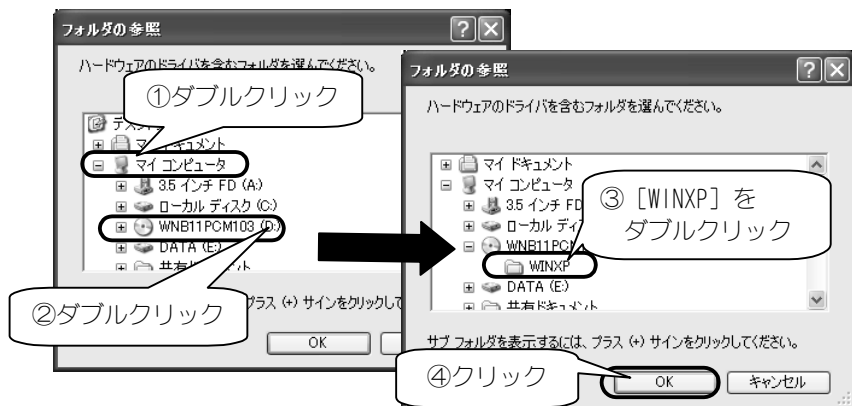 フォルダの参照
ハードウェアのドライバを含むフォルダを選んでください。
①ダブルクリック
マイ コンピュータ
3.5 インチ FD (A:)
ローカル ディスク (C:)
WNB11PCM103 (D:)
DATA (E:)
②ダブルクリック
プラス (+) サインをクリックして
OK
フォルダの参照
ハードウェアのドライバを含むフォルダを選んでください。
マイ ドキュメント
マイ コンピュータ
3.5 インチ FD
ローカル ディ
③［WINXP］を
ダブルクリック
WNB11PCM
WINXP
DATA (E:)
共有ドキュメント
サブ フォルダを表示するには、プラス (+) サインをクリックしてください。
④クリック
OK
キャンセル